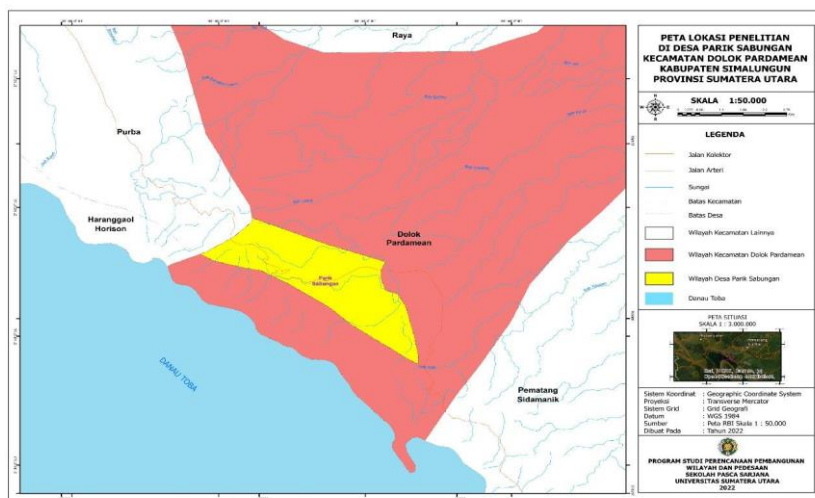 Raya
Purba
Haranggaol
Horison
Dolok
Pardamean
Parik
Sabungan
DANAU TOBA
Pematang
Sidamanik
PETA LOKASI PENELITIAN
DI DESA PARIK SABUNGAN
KECAMATAN DOLOK PARDAMEAN
KABUPATEN SIMALUNGUN
PROVINSI SUMATERA UTARA
SKALA 1:50.000
LEGENDA
Jalan Kolektor
Jalan Arteri
Sungai
Batas Kecamatan
Batas Desa
Wilayah Kecamatan Lainnya
Wilayah Kecamatan Dolok Pardamean
Wilayah Desa Parik Sabungan
Danau Toba
PETA SITUASI
SKALA 1 : 3.000.000
Sistem Koordinat : Geographic Coordinate System
Proyeksi : Transverse Mercator
Sistem Grid : Grid Geografi
Datum : WGS 1984
Sumber : Peta RBI Skala 1 : 50.000
Dibuat Pada : Tahun 2022
PROGRAM STUDI PERENCANAAN PEMBANGUNAN
WILAYAH DAN PEDESAAN
SEKOLAH PASCA SARJANA
UNIVERSITAS SUMATERA UTARA
2022